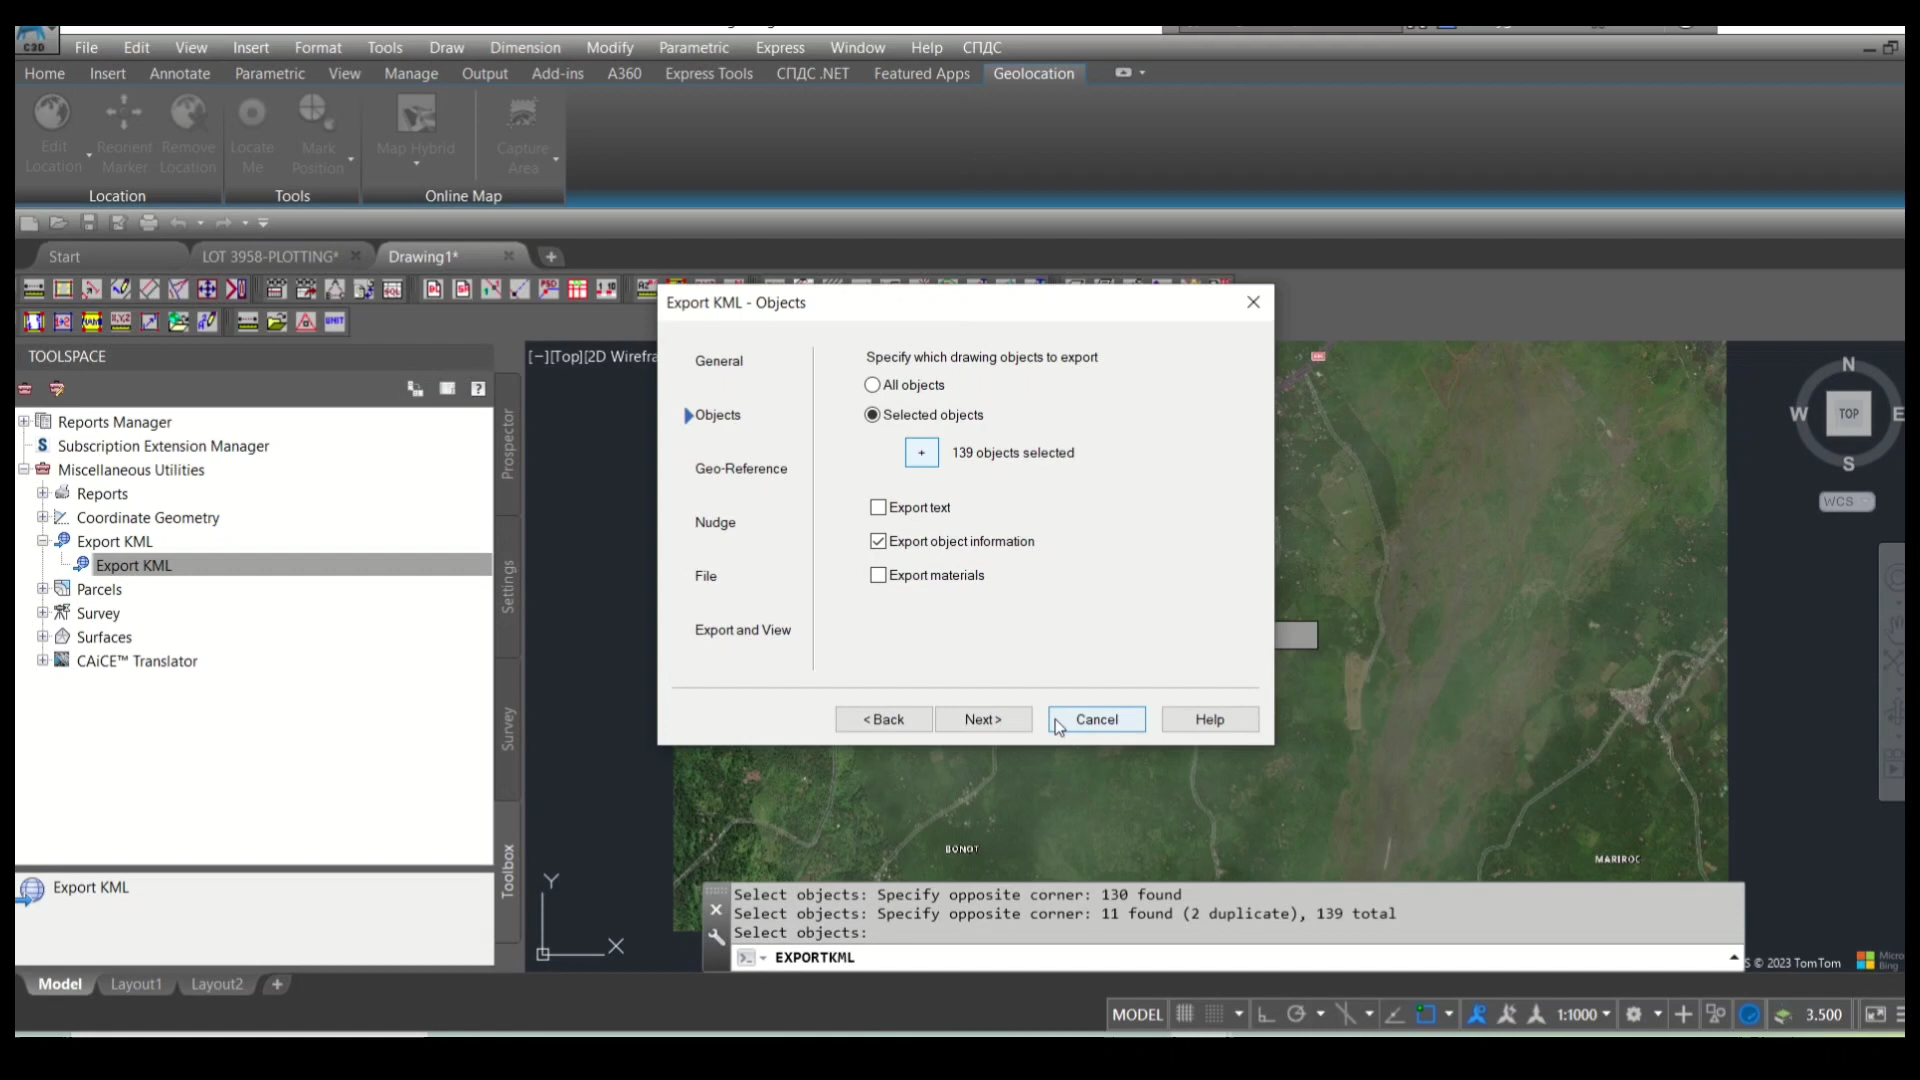 C3D
File Edit View Insert Format Tools Draw Dimension Modify Parametric Express Window Help СПДС
Home Insert Annotate Parametric View Manage Output Add-ins A360 Express Tools СПДС .NET Featured Apps Geolocation
Edit Location Reorient Marker Remove Location Locate Me Mark Position Map Hybrid Capture Area
Location Tools Online Map
Start LOT 3958-PLOTTING* Drawing1*
TOOLSPACE
Reports Manager
Subscription Extension Manager
Miscellaneous Utilities
Reports
Coordinate Geometry
Export KML
Export KML
Parcels
Survey
Surfaces
CAiCE™ Translator
Export KML
Prospector
Settings
Survey
Toolbox
[−][Top][2D Wirefra
Export KML - Objects
General
Objects
Geo-Reference
Nudge
File
Export and View
Specify which drawing objects to export
All objects
Selected objects
+ 139 objects selected
Export text
Export object information
Export materials
< Back Next > Cancel Help
N
W TOP E
S
WCS
BONOT
MARIROC
Y
X
Select objects: Specify opposite corner: 130 found
Select objects: Specify opposite corner: 11 found (2 duplicate), 139 total
Select objects:
EXPORTKML
S © 2023 TomTom
Model Layout1 Layout2 +
MODEL 1:1000 3.500